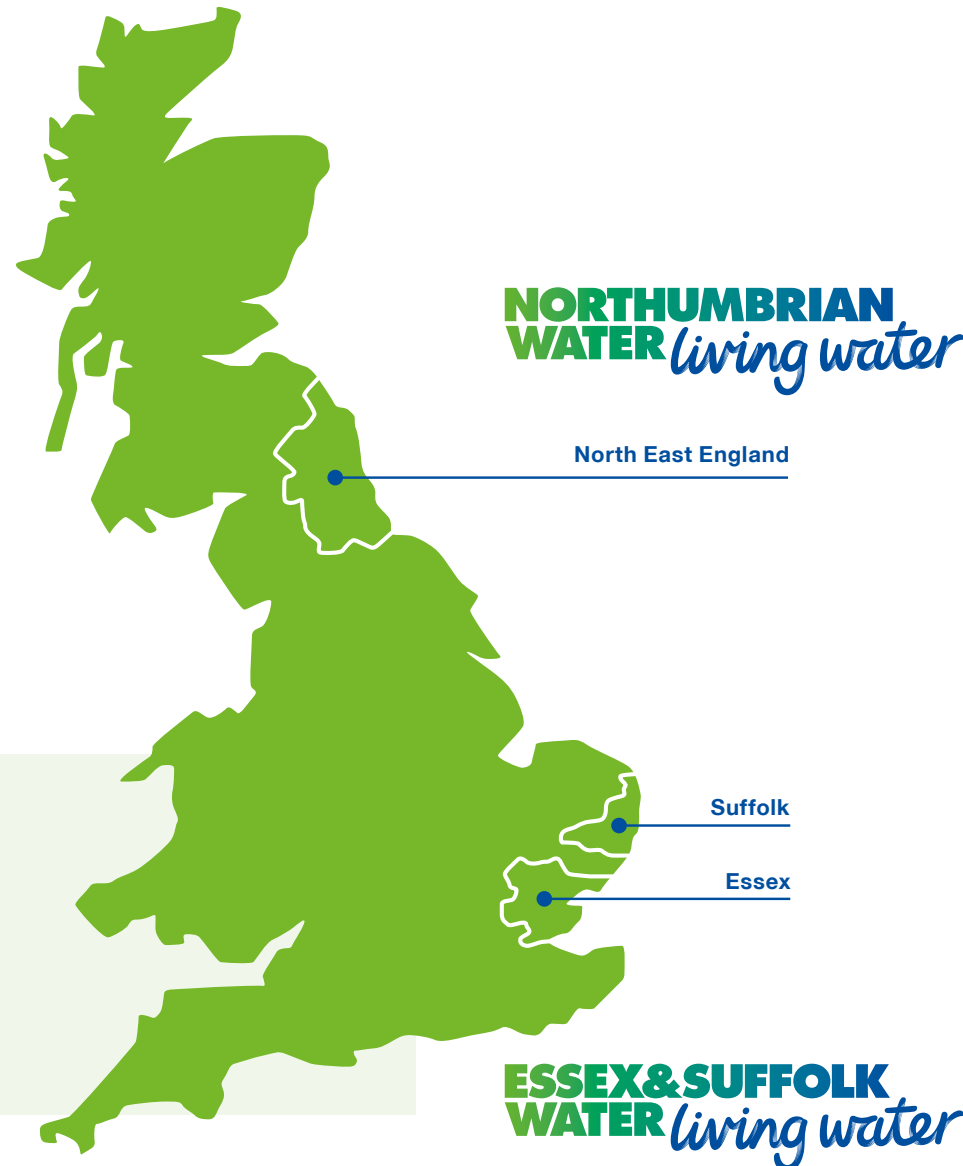 NORTHUMBRIAN
WATER living water
North East England
Suffolk
Essex
ESSEX&SUFFOLK
WATER living water